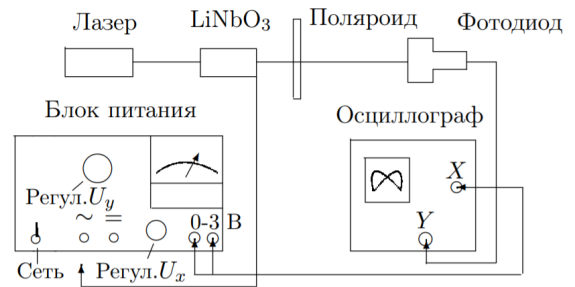 Лазер
LiNbO3
Поляроид
Фотодиод
Блок питания
Осциллограф
Регул.Uy
X
Y
~ =
0-3 В
Сеть
Регул.Ux